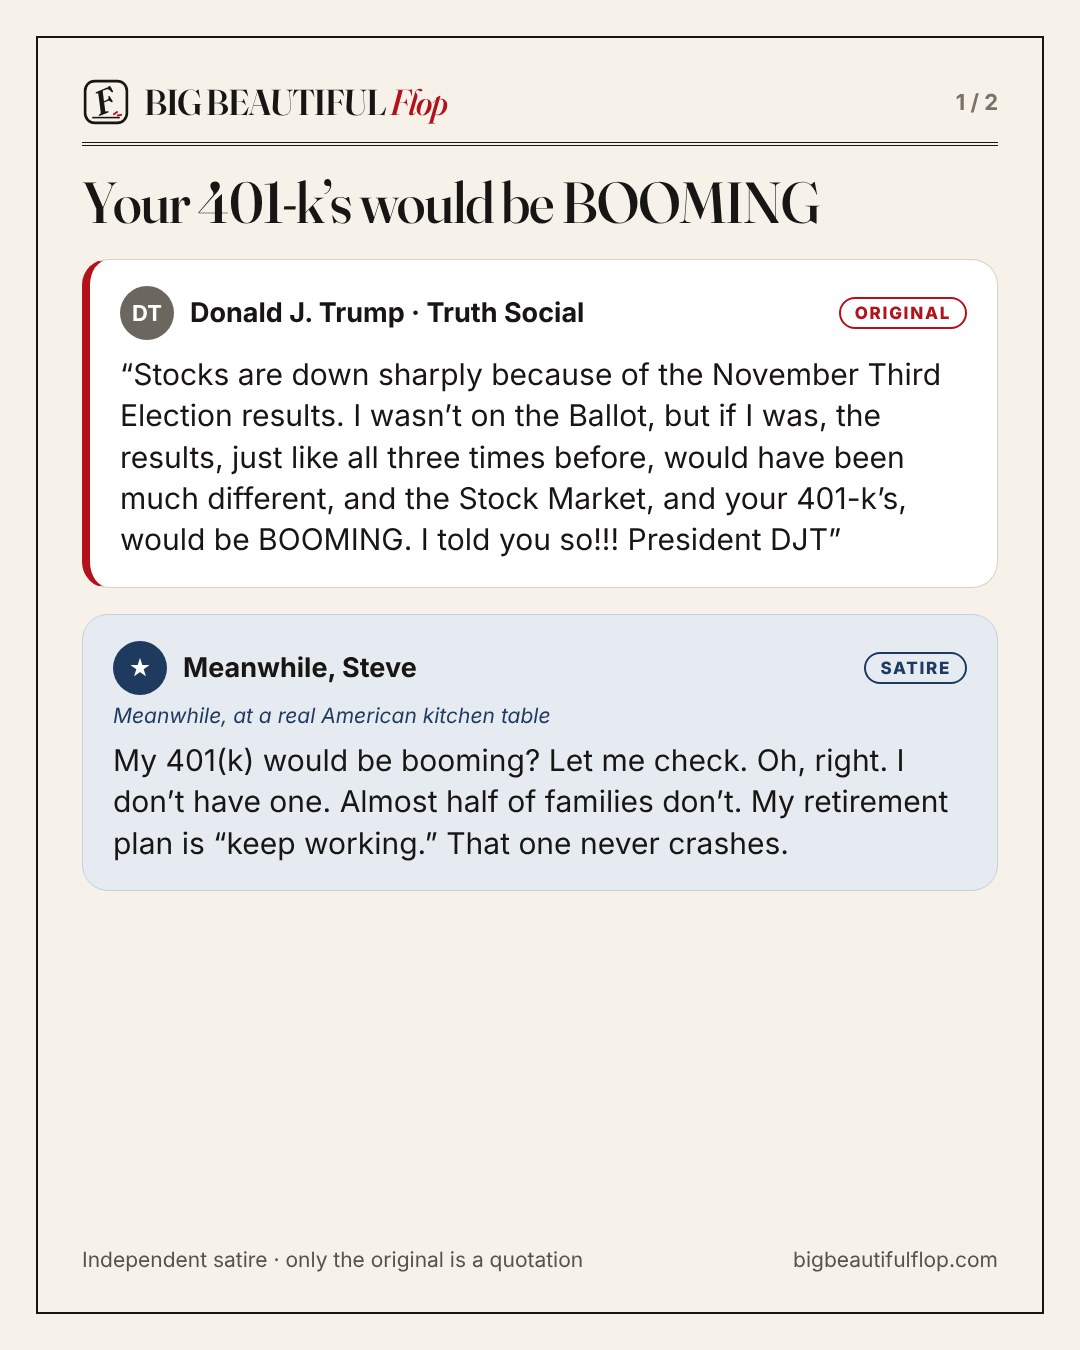 F
BIG BEAUTIFUL Flop
1 / 2
Your 401-k’s would be BOOMING
DT
Donald J. Trump · Truth Social
ORIGINAL
“Stocks are down sharply because of the November Third
Election results. I wasn’t on the Ballot, but if I was, the
results, just like all three times before, would have been
much different, and the Stock Market, and your 401-k’s,
would be BOOMING. I told you so!!! President DJT”
Meanwhile, Steve
SATIRE
Meanwhile, at a real American kitchen table
My 401(k) would be booming? Let me check. Oh, right. I
don’t have one. Almost half of families don’t. My retirement
plan is “keep working.” That one never crashes.
Independent satire · only the original is a quotation
bigbeautifulflop.com